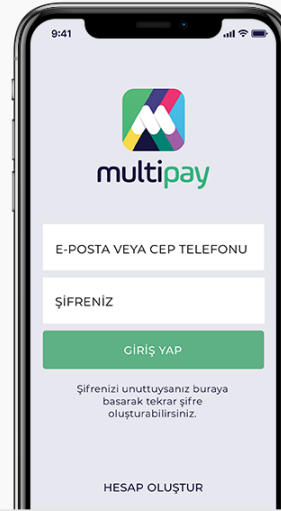 9:41
multipay
E-POSTA VEYA CEP TELEFONU
ŞİFRENİZ
GİRİŞ YAP
Şifrenizi unuttuysanız buraya
basarak tekrar şifre
oluşturabilirsiniz.
HESAP OLUŞTUR